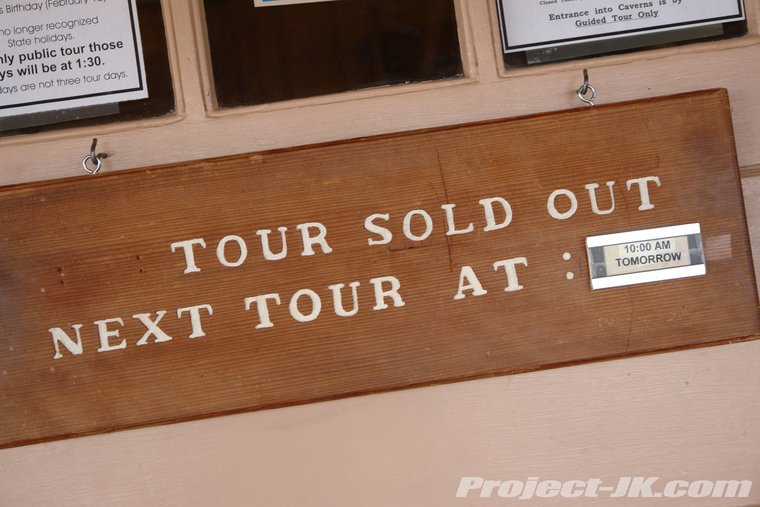 s Birthday (February 12)
no longer recognized
State holidays.
nly public tour those
ys will be at 1:30.
days are not three tour days.
Entrance into Caverns is by
Guided Tour Only
TOUR SOLD OUT
NEXT TOUR AT :
10:00 AM
TOMORROW
Project-JK.com